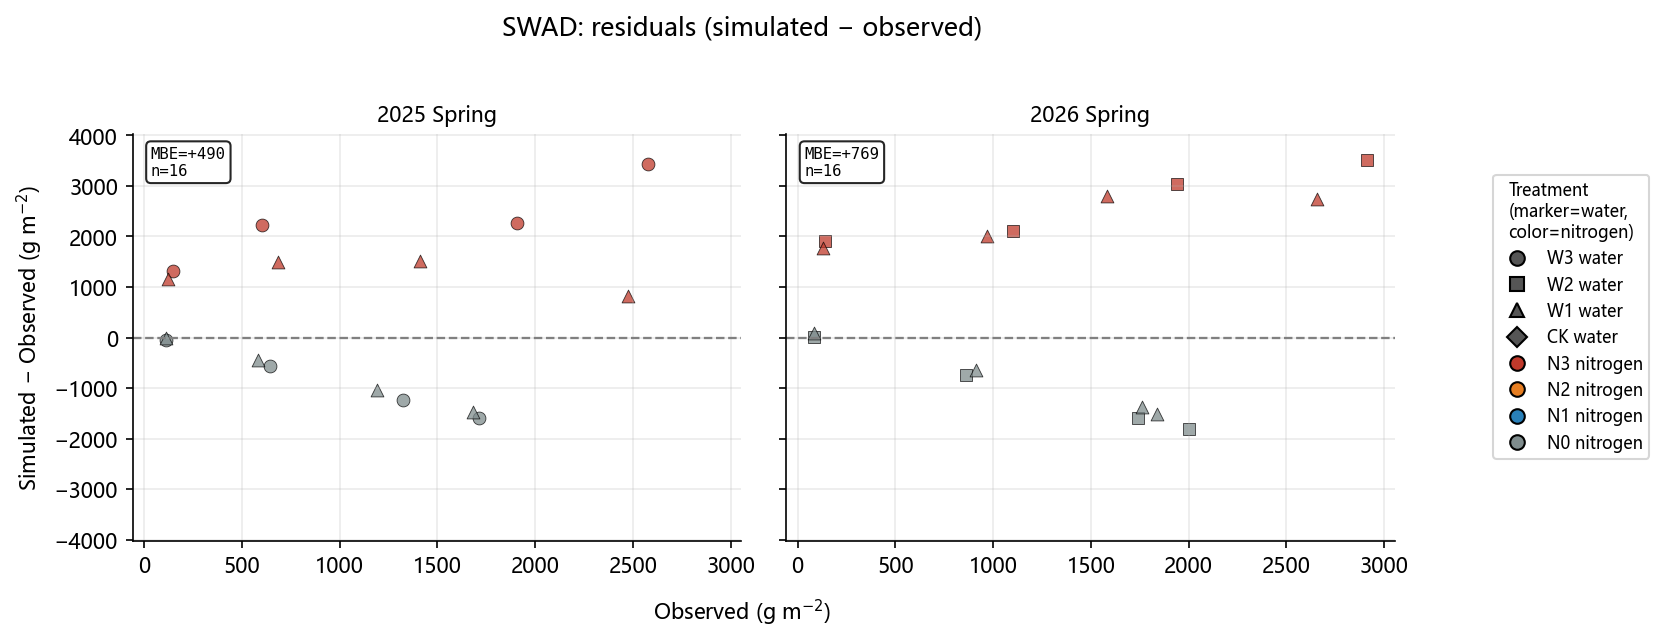 SWAD: residuals (simulated − observed)
2025 Spring
2026 Spring
MBE=+490
n=16
MBE=+769
n=16
Simulated − Observed (g m⁻²)
4000
3000
2000
1000
0
−1000
−2000
−3000
−4000
0 500 1000 1500 2000 2500 3000
0 500 1000 1500 2000 2500 3000
Observed (g m⁻²)
Treatment
(marker=water,
color=nitrogen)
W3 water
W2 water
W1 water
CK water
N3 nitrogen
N2 nitrogen
N1 nitrogen
N0 nitrogen